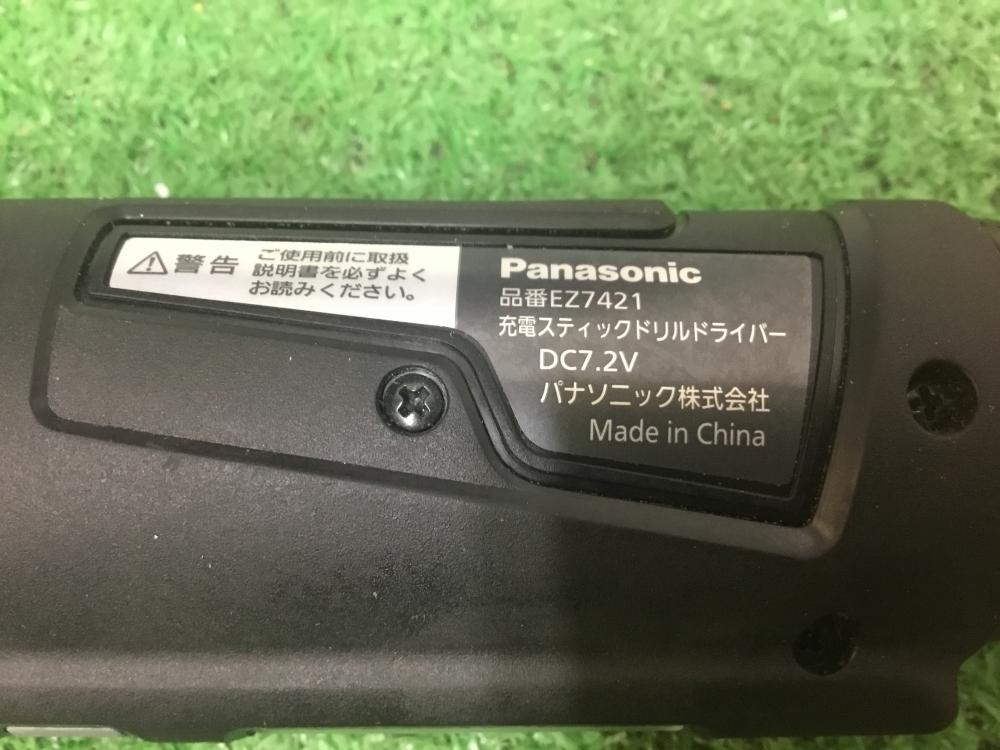 警告
ご使用前に取扱
説明書を必ずよく
お読みください。
Panasonic
品番EZ7421
充電スティックドリルドライバー
DC7.2V
パナソニック株式会社
Made in China